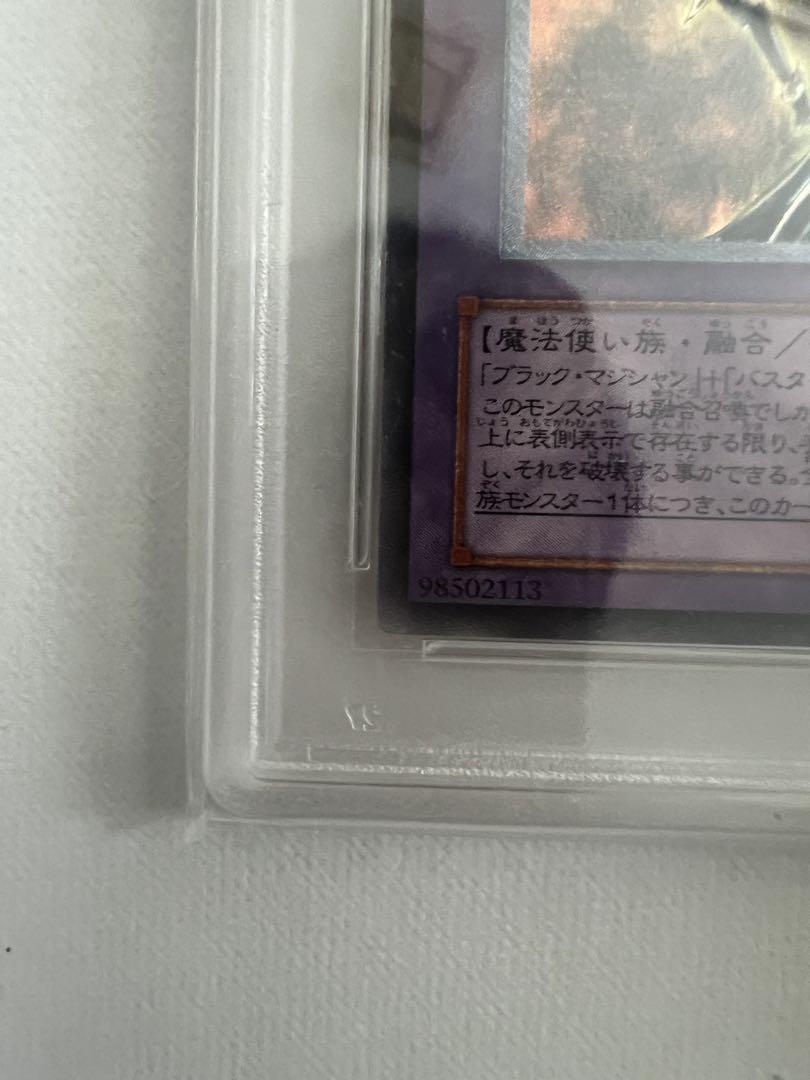 【魔法使い族・融合／
「ブラック・マジシャン」＋「バスタ
このモンスターは融合召喚でしか
上に表側表示で存在する限り、
し、それを破壊する事ができる。
族モンスター1体につき、このカー
98502113